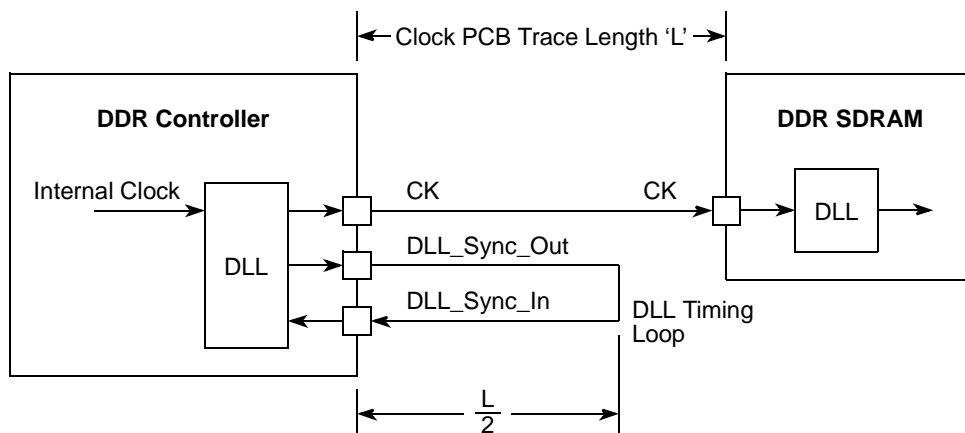 Clock PCB Trace Length ‘L’
DDR Controller
DDR SDRAM
Internal Clock
CK
CK
DLL
DLL_Sync_Out
DLL
DLL_Sync_In
DLL Timing
Loop
L
2